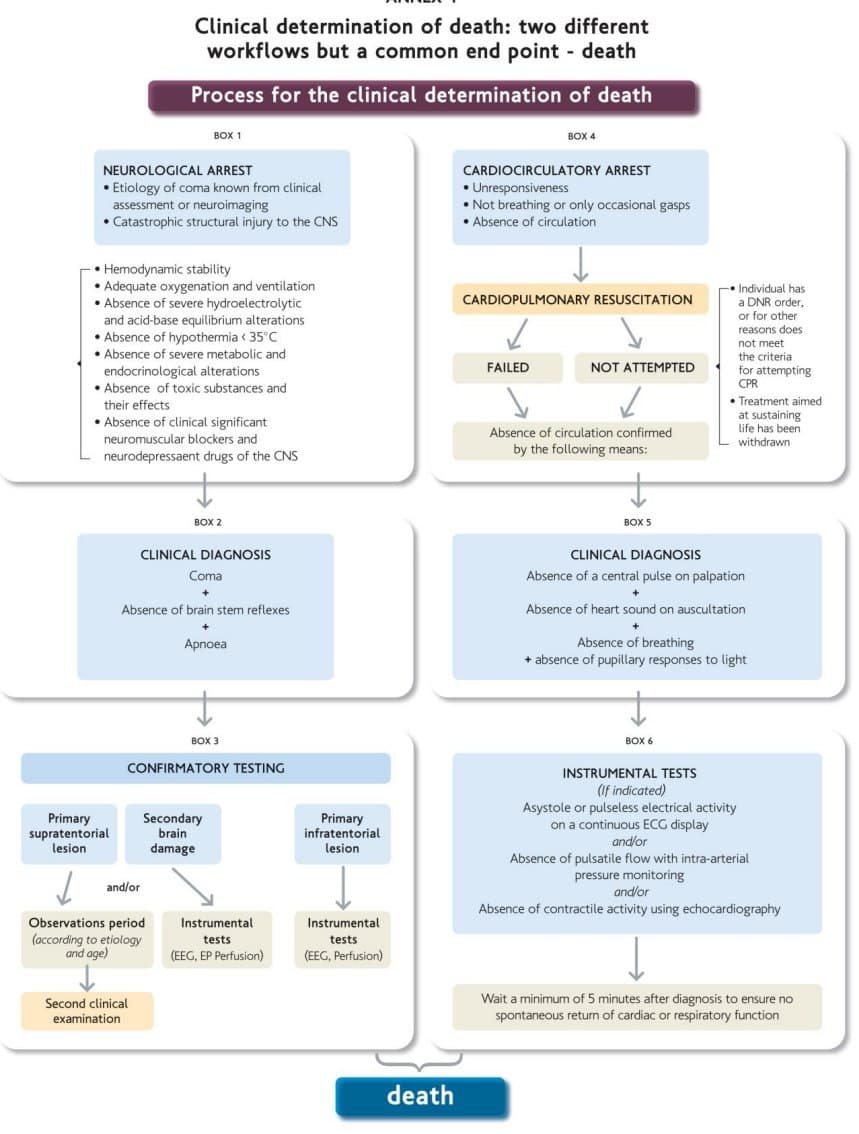 Clinical determination of death: two different
workflows but a common end point - death
Process for the clinical determination of death
BOX 1
NEUROLOGICAL ARREST
• Etiology of coma known from clinical
assessment or neuroimaging
• Catastrophic structural injury to the CNS
• Hemodynamic stability
• Adequate oxygenation and ventilation
• Absence of severe hydroelectrolytic
and acid-base equilibrium alterations
• Absence of hypothermia < 35°C
• Absence of severe metabolic and
endocrinological alterations
• Absence of toxic substances and
their effects
• Absence of clinical significant
neuromuscular blockers and
neurodepressaent drugs of the CNS
BOX 2
CLINICAL DIAGNOSIS
Coma
+
Absence of brain stem reflexes
+
Apnoea
BOX 3
CONFIRMATORY TESTING
Primary
supratentorial
lesion
Secondary
brain
damage
Primary
infratentorial
lesion
and/or
Observations period
(according to etiology
and age)
Instrumental
tests
(EEG, EP Perfusion)
Instrumental
tests
(EEG, Perfusion)
Second clinical
examination
BOX 4
CARDIOCIRCULATORY ARREST
• Unresponsiveness
• Not breathing or only occasional gasps
• Absence of circulation
CARDIOPULMONARY RESUSCITATION
FAILED
NOT ATTEMPTED
Absence of circulation confirmed
by the following means:
• Individual has
a DNR order,
or for other
reasons does
not meet
the criteria
for attempting
CPR
• Treatment aimed
at sustaining
life has been
withdrawn
BOX 5
CLINICAL DIAGNOSIS
Absence of a central pulse on palpation
+
Absence of heart sound on auscultation
+
Absence of breathing
+ absence of pupillary responses to light
BOX 6
INSTRUMENTAL TESTS
(If indicated)
Asystole or pulseless electrical activity
on a continuous ECG display
and/or
Absence of pulsatile flow with intra-arterial
pressure monitoring
and/or
Absence of contractile activity using echocardiography
Wait a minimum of 5 minutes after diagnosis to ensure no
spontaneous return of cardiac or respiratory function
death